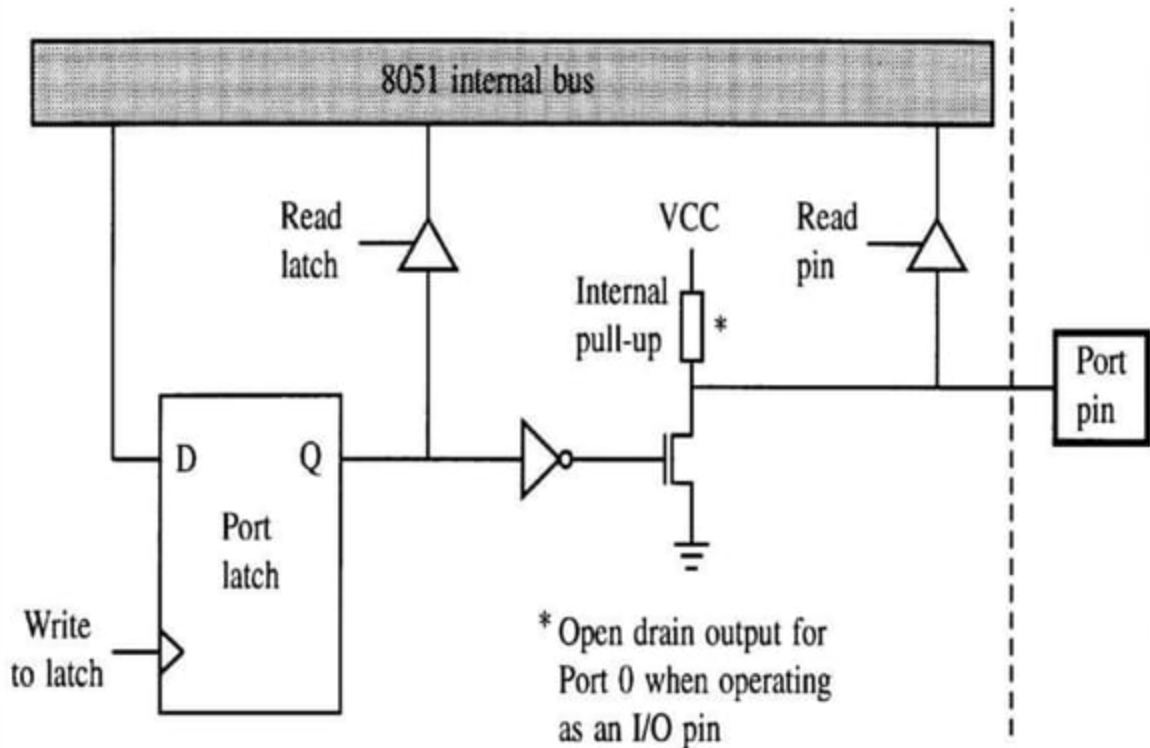 8051 internal bus
Read
latch
VCC
Read
pin
Internal
pull-up
*
Port
pin
D
Q
Port
latch
Write
to latch
* Open drain output for
Port 0 when operating
as an I/O pin